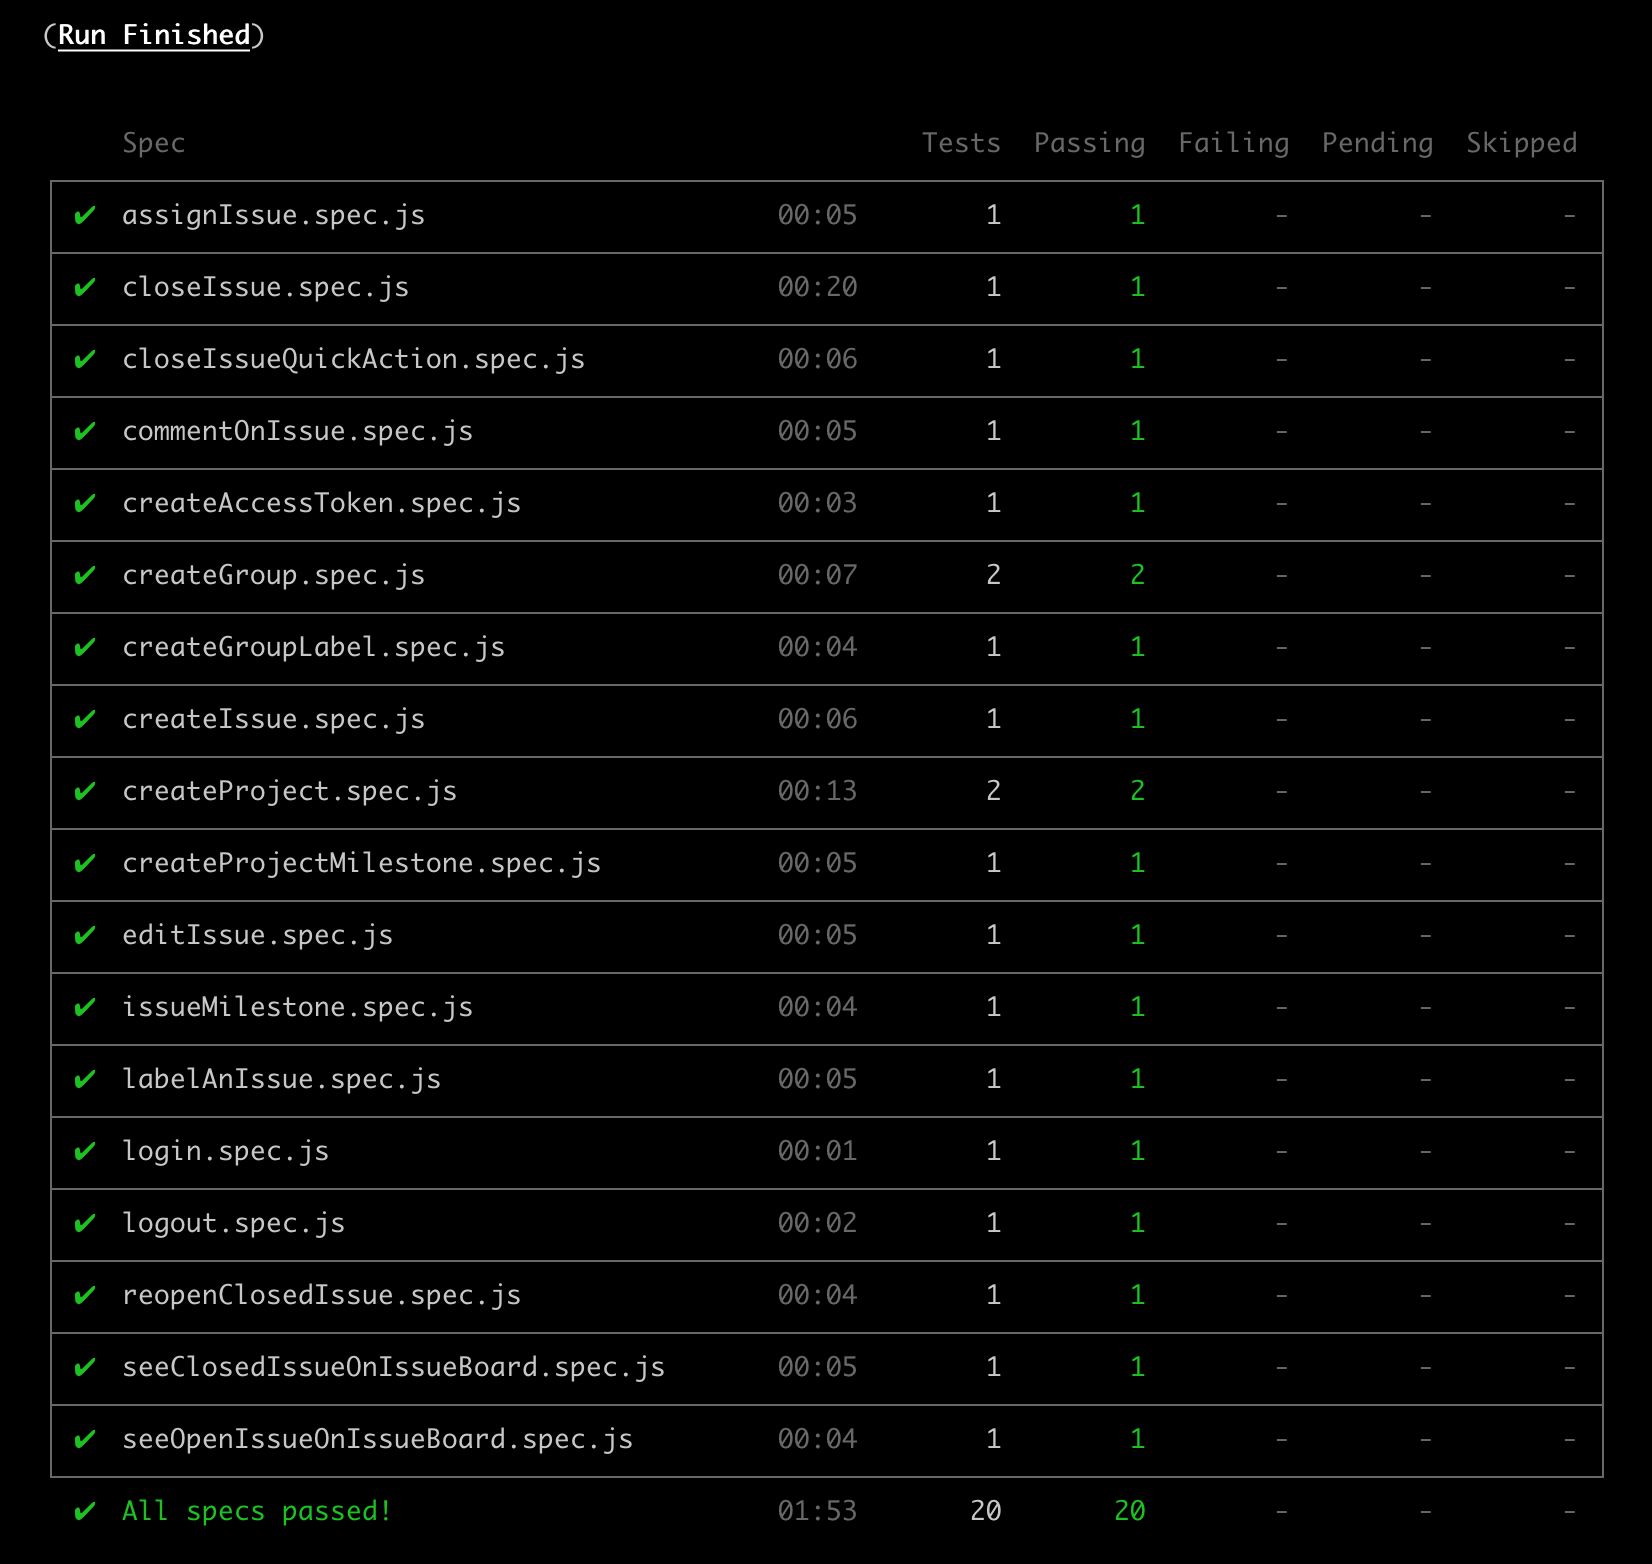 (Run Finished)
Spec Tests Passing Failing Pending Skipped
✔ assignIssue.spec.js 00:05 1 1 - - -
✔ closeIssue.spec.js 00:20 1 1 - - -
✔ closeIssueQuickAction.spec.js 00:06 1 1 - - -
✔ commentOnIssue.spec.js 00:05 1 1 - - -
✔ createAccessToken.spec.js 00:03 1 1 - - -
✔ createGroup.spec.js 00:07 2 2 - - -
✔ createGroupLabel.spec.js 00:04 1 1 - - -
✔ createIssue.spec.js 00:06 1 1 - - -
✔ createProject.spec.js 00:13 2 2 - - -
✔ createProjectMilestone.spec.js 00:05 1 1 - - -
✔ editIssue.spec.js 00:05 1 1 - - -
✔ issueMilestone.spec.js 00:04 1 1 - - -
✔ labelAnIssue.spec.js 00:05 1 1 - - -
✔ login.spec.js 00:01 1 1 - - -
✔ logout.spec.js 00:02 1 1 - - -
✔ reopenClosedIssue.spec.js 00:04 1 1 - - -
✔ seeClosedIssueOnIssueBoard.spec.js 00:05 1 1 - - -
✔ seeOpenIssueOnIssueBoard.spec.js 00:04 1 1 - - -
✔ All specs passed! 01:53 20 20 - - -